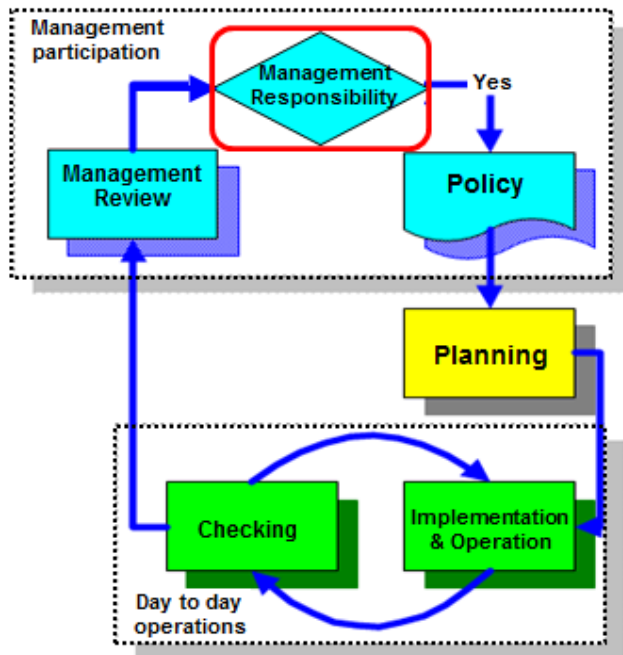 Management
participation
Management
Responsibility
Yes
Management
Review
Policy
Planning
Checking
Implementation
& Operation
Day to day
operations